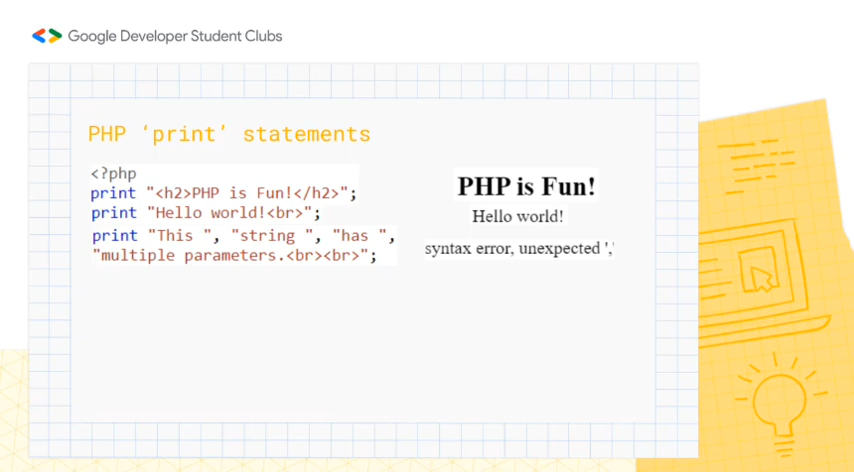 Google Developer Student Clubs
PHP ‘print’ statements
<?php
print "<h2>PHP is Fun!</h2>";
print "Hello world!<br>";
print "This ", "string ", "has ",
"multiple parameters.<br><br>";
PHP is Fun!
Hello world!
syntax error, unexpected ','